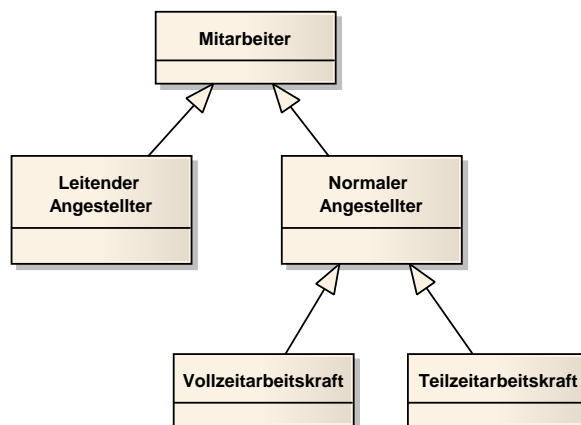 Mitarbeiter
Leitender
Angestellter
Normaler
Angestellter
Vollzeitarbeitskraft
Teilzeitarbeitskraft